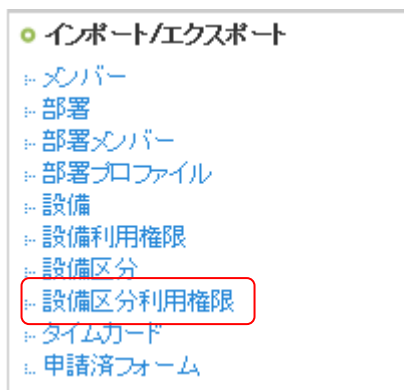 インポート/エクスポート
メンバー
部署
部署メンバー
部署プロファイル
設備
設備利用権限
設備区分
設備区分利用権限
タイムカード
申請済フォーム